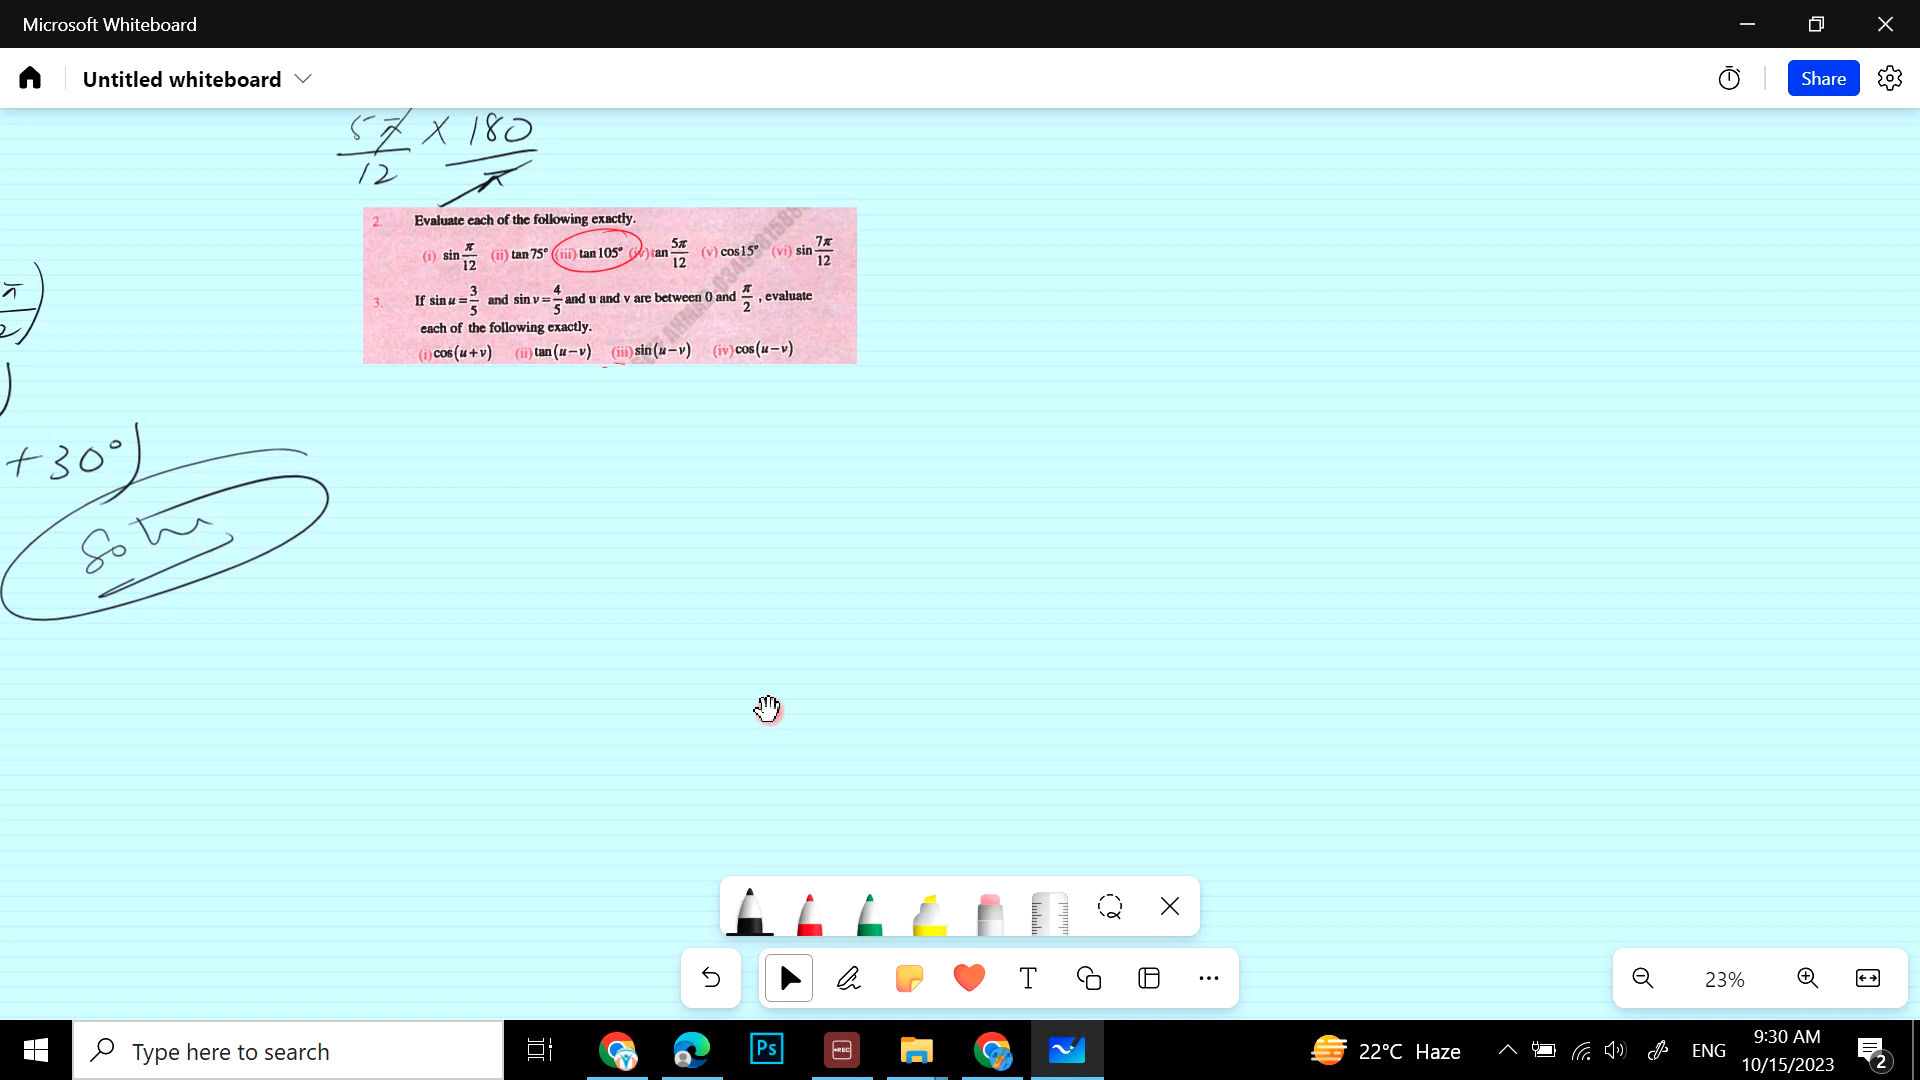 Microsoft Whiteboard
Untitled whiteboard
Share
5π/12 × 180/π
2. Evaluate each of the following exactly.
(i) sin π/12 (ii) tan 75° (iii) tan 105° (iv) tan 5π/12 (v) cos 15° (vi) sin 7π/12
3. If sin u = 3/5 and sin v = 4/5 and u and v are between 0 and π/2 , evaluate
each of the following exactly.
(i) cos(u+v) (ii) tan(u−v) (iii) sin(u−v) (iv) cos(u−v)
+30°)
23%
Type here to search
Ps
REC
22°C Haze
ENG
9:30 AM
10/15/2023
2